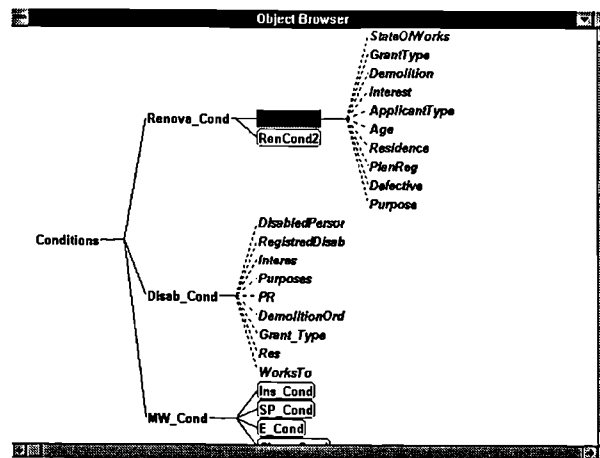 Object Browser
StateOfWorks
GrantType
Demolition
Interest
Renova_Cond
ApplicantType
RenCond2
Age
Residence
PlanReg
Defective
Purpose
Conditions
DisabledPersor
RegistredDisab
Interes
Purposes
Disab_Cond
PR
DemolitionOrd
Grant_Type
Res
WorksTo
Ins_Cond
MW_Cond
SP_Cond
E_Cond